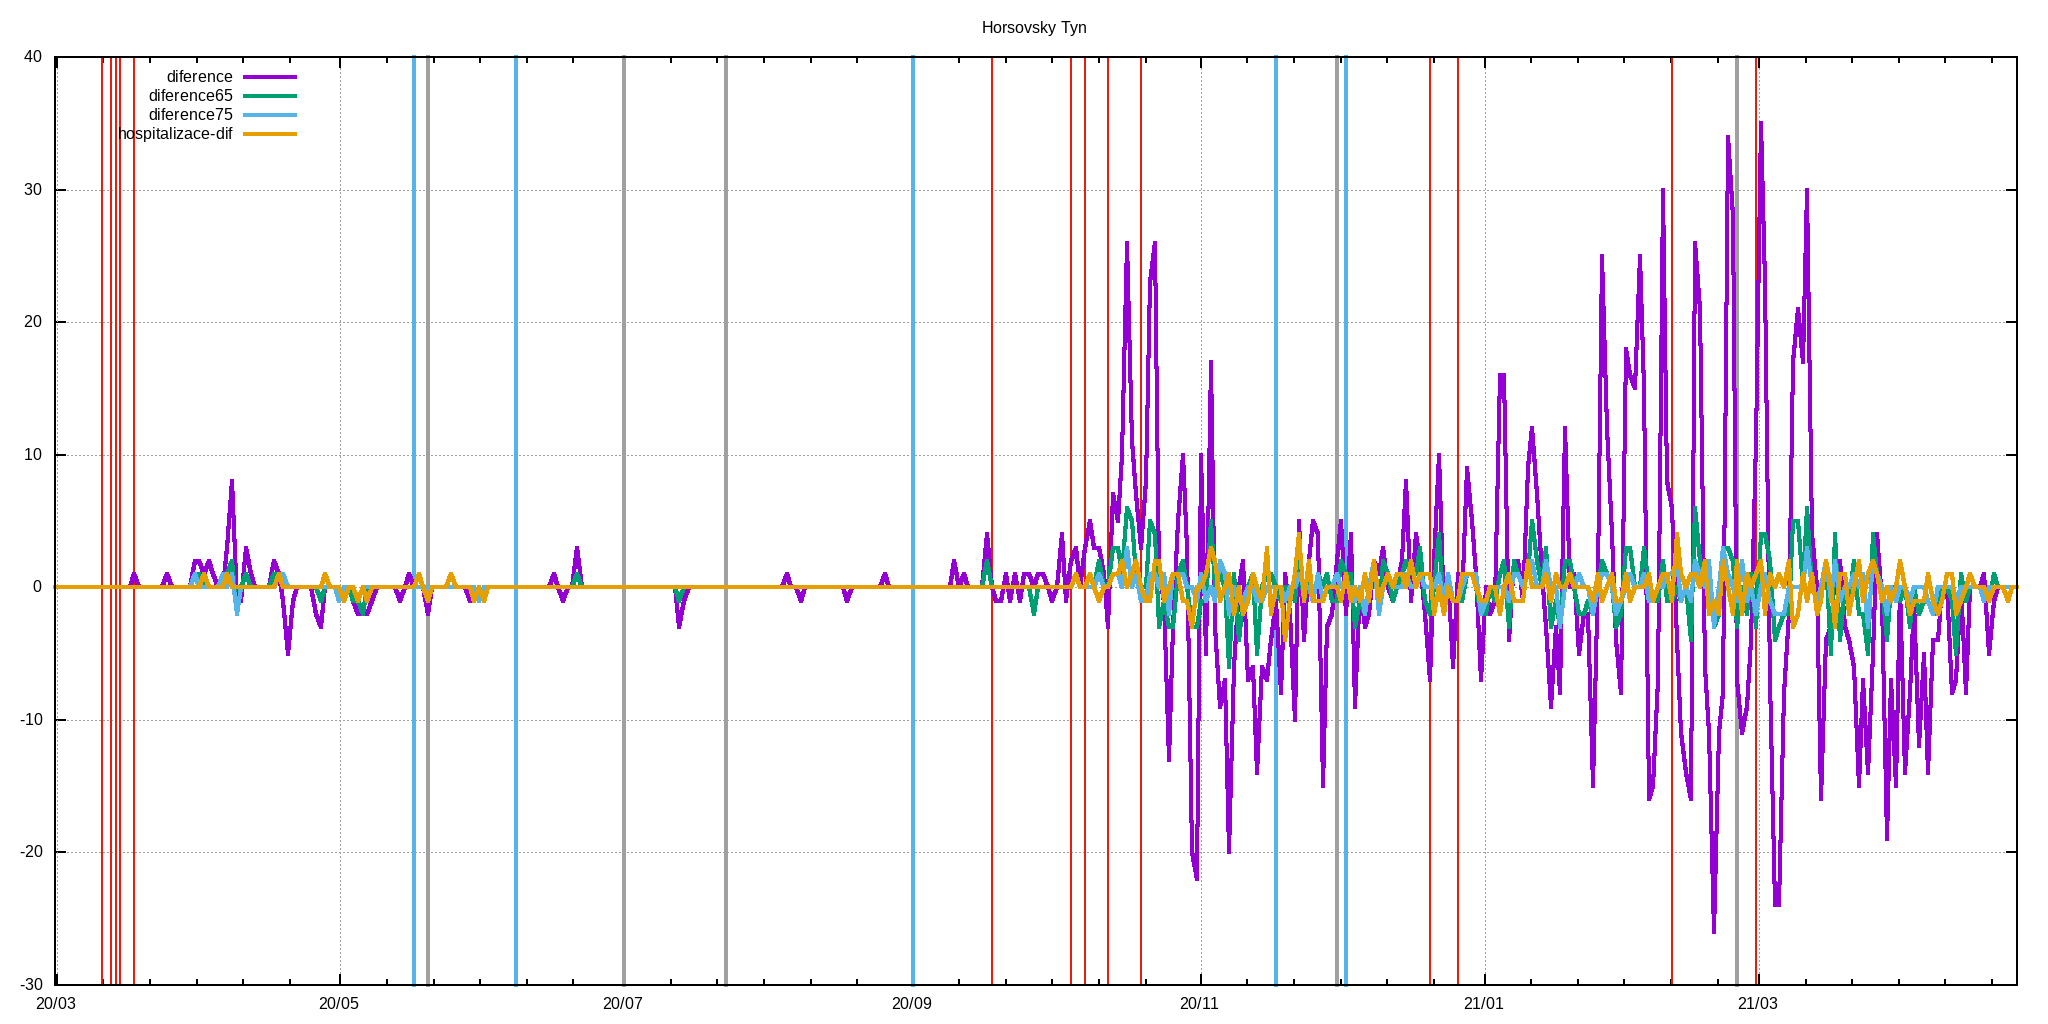 Horsovsky Tyn
40
30
20
10
0
-10
-20
-30
diference
diference65
diference75
hospitalizace-dif
20/03 20/05 20/07 20/09 20/11 21/01 21/03